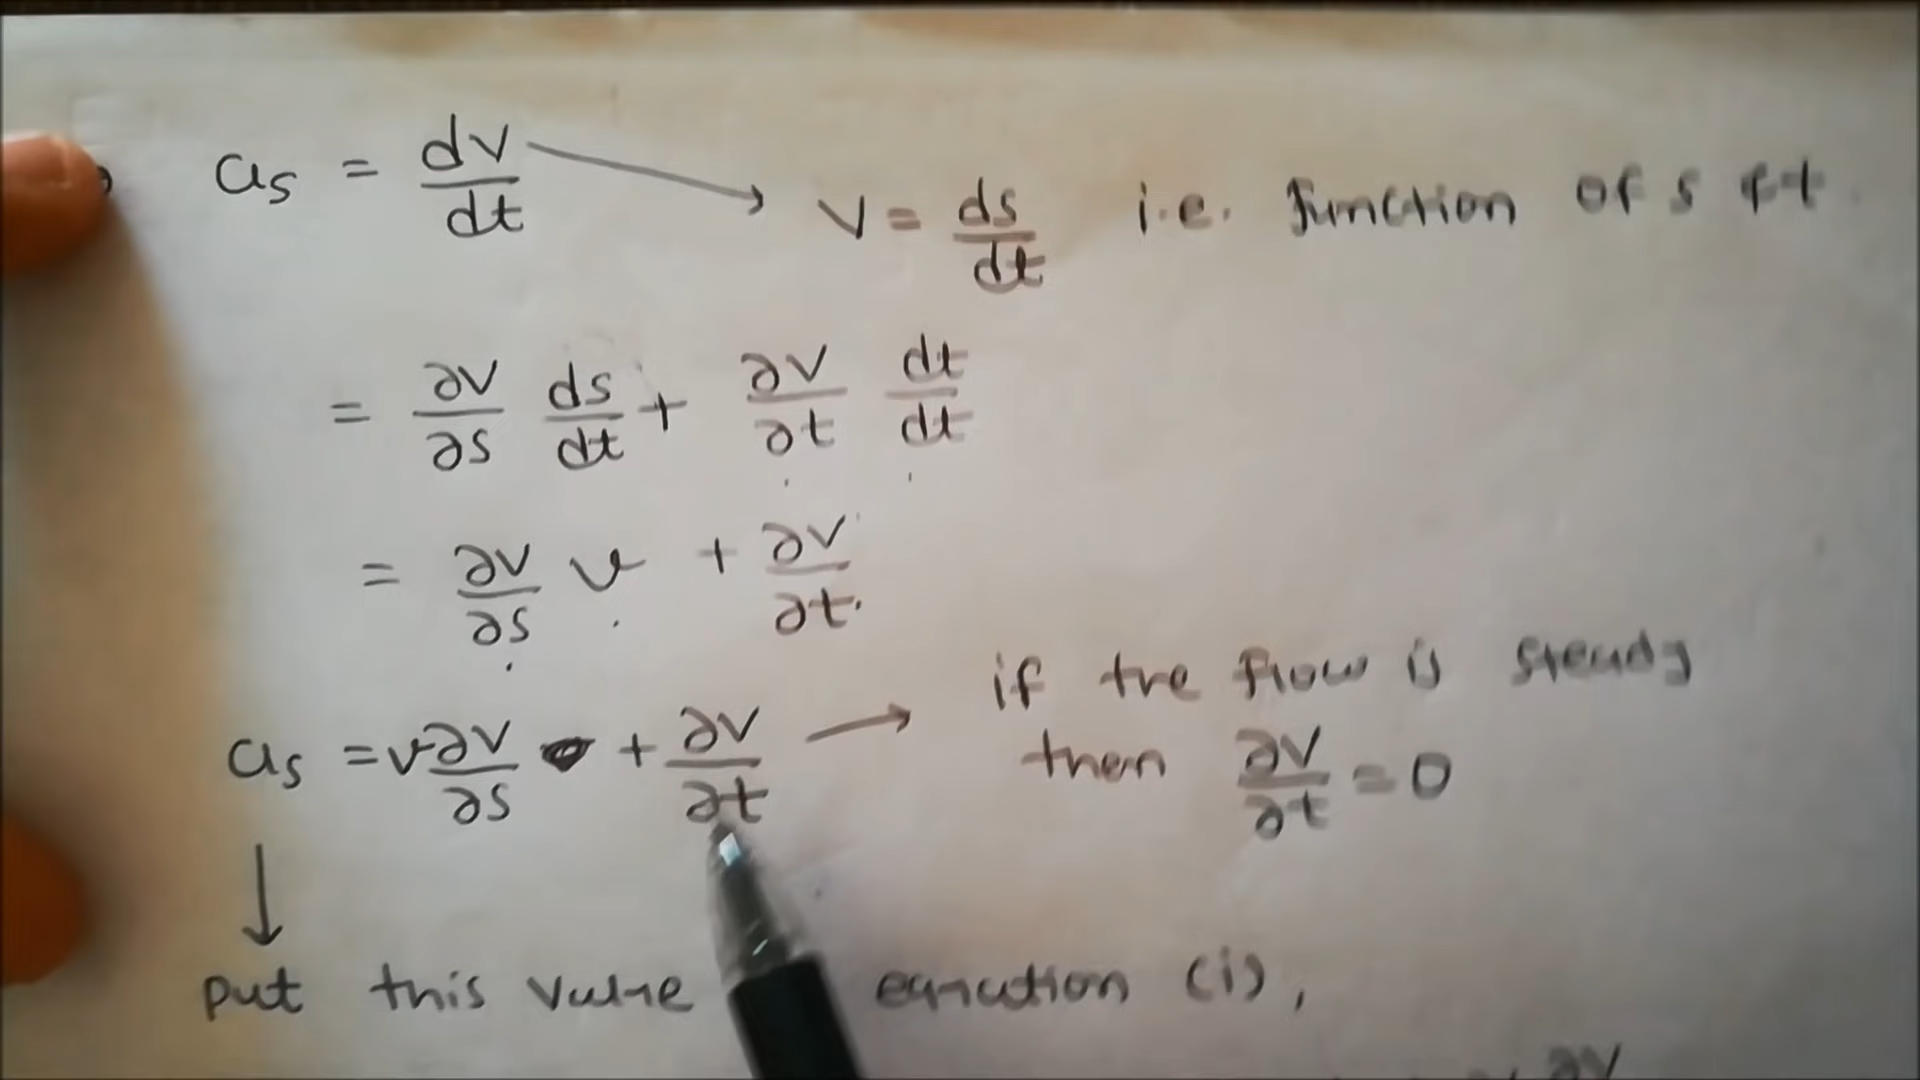 as = dv/dt → v = ds/dt i.e. function of s & t
= ∂v/∂s ds/dt + ∂v/∂t dt/dt
= ∂v/∂s v + ∂v/∂t.
as = v ∂v/∂s + ∂v/∂t → if the flow is steady
then ∂v/∂t = 0
↓
put this value equation (i),
∂v